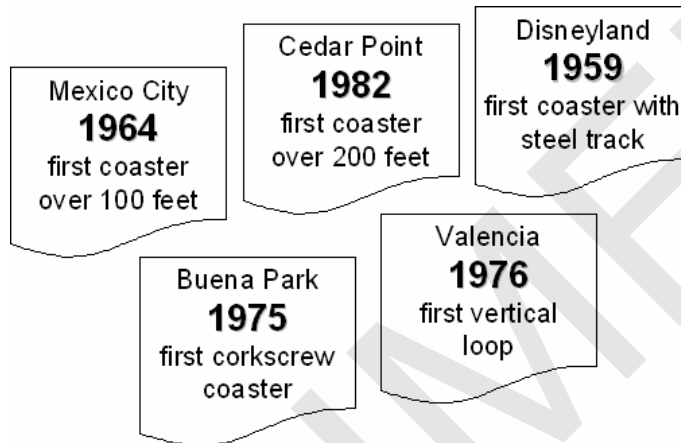 Mexico City
1964
first coaster
over 100 feet
Cedar Point
1982
first coaster
over 200 feet
Disneyland
1959
first coaster with
steel track
Buena Park
1975
first corkscrew
coaster
Valencia
1976
first vertical
loop